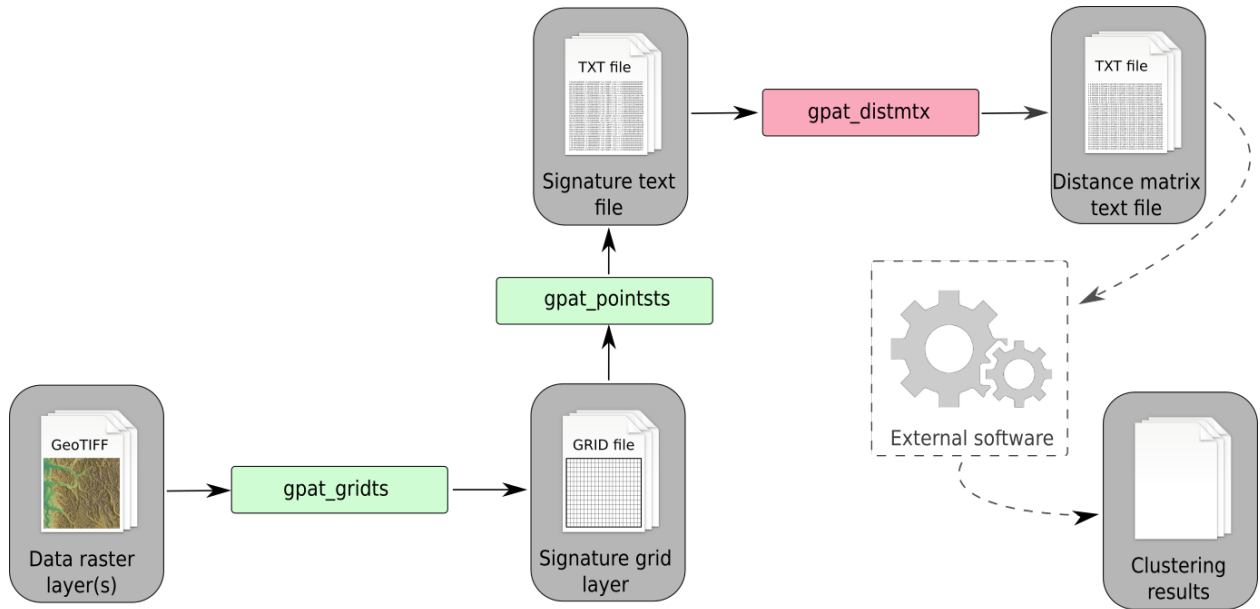 TXT file
Signature text
file
gpat_distmtx
TXT file
Distance matrix
text file
gpat_pointsts
External software
GeoTIFF
Data raster
layer(s)
gpat_gridts
GRID file
Signature grid
layer
Clustering
results